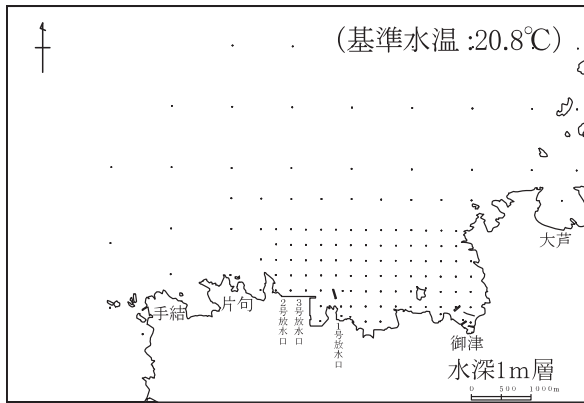 (基準水温:20.8℃)
大芦
片句
手結
2号放水口
3号放水口
1号放水口
御津
水深1m層
0 500 1000m